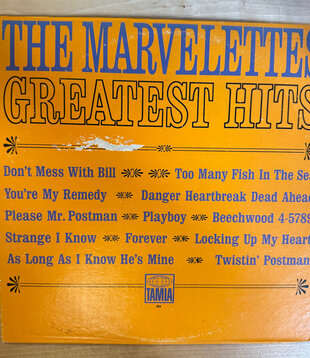 THE MARVELETTES
GREATEST HITS
Don't Mess With Bill Too Many Fish In The Sea
You're My Remedy Danger Heartbreak Dead Ahead
Please Mr. Postman Playboy Beechwood 4-5789
Strange I Know Forever Locking Up My Heart
As Long As I Know He's Mine Twistin' Postman
TAMLA